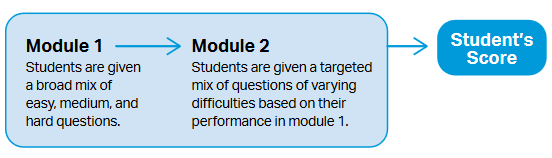 Module 1
Students are given
a broad mix of
easy, medium, and
hard questions.
Module 2
Students are given a targeted
mix of questions of varying
difficulties based on their
performance in module 1.
Student’s
Score